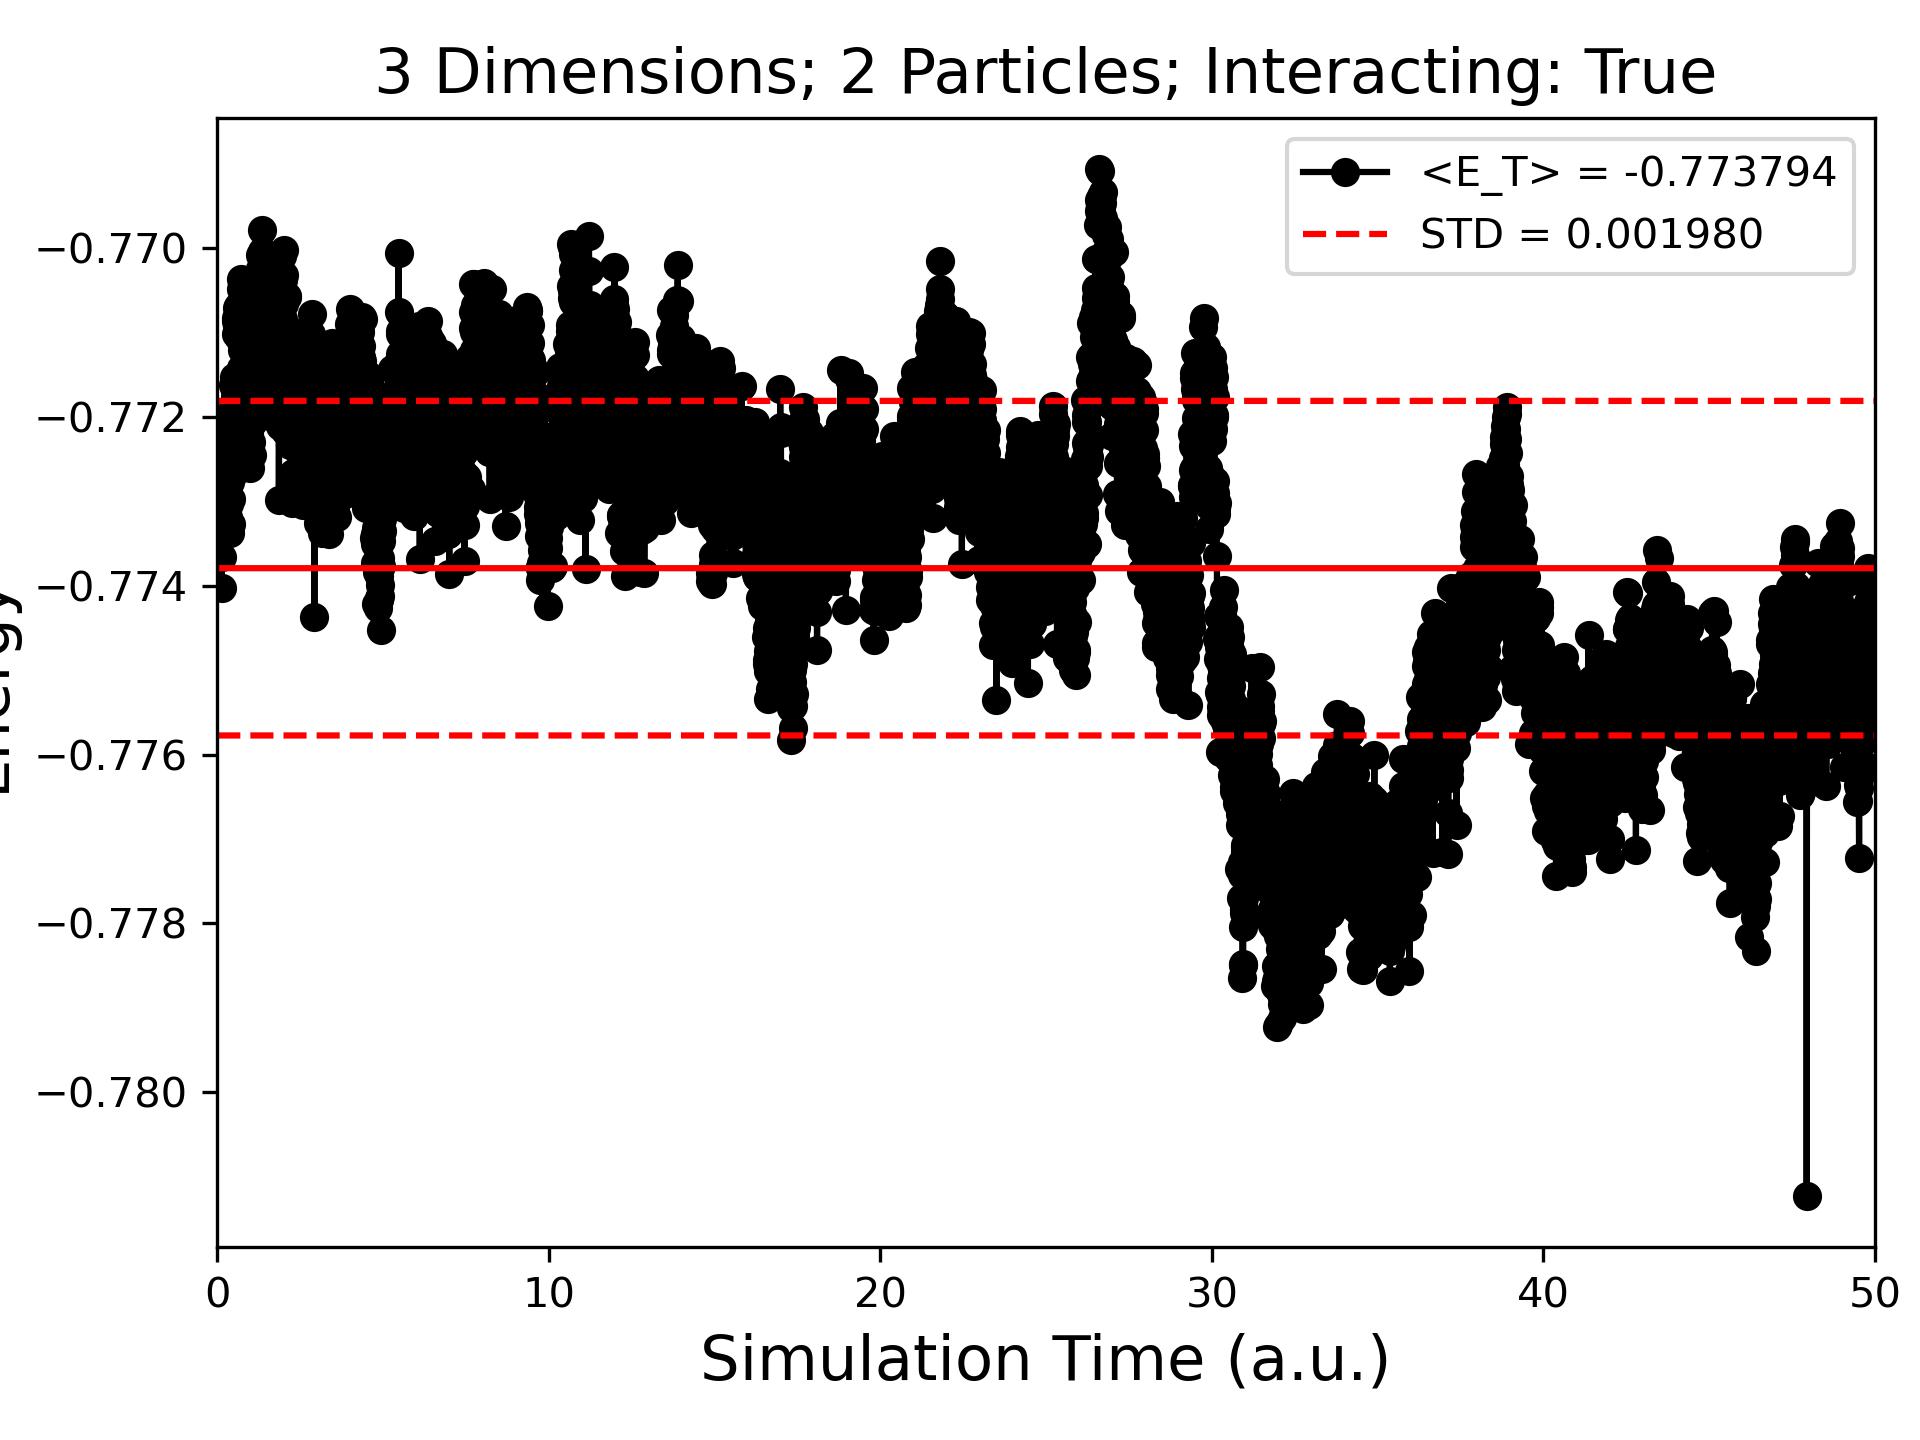 3 Dimensions; 2 Particles; Interacting: True
<E_T> = -0.773794
STD = 0.001980
−0.770
−0.772
−0.774
−0.776
−0.778
−0.780
Energy
0 10 20 30 40 50
Simulation Time (a.u.)